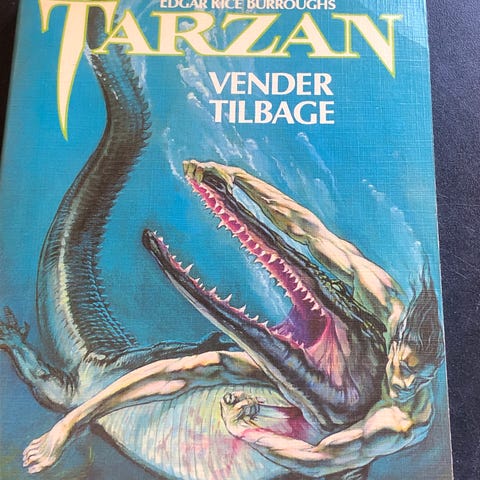 EDGAR RICE BURROUGHS
TARZAN
VENDER
TILBAGE